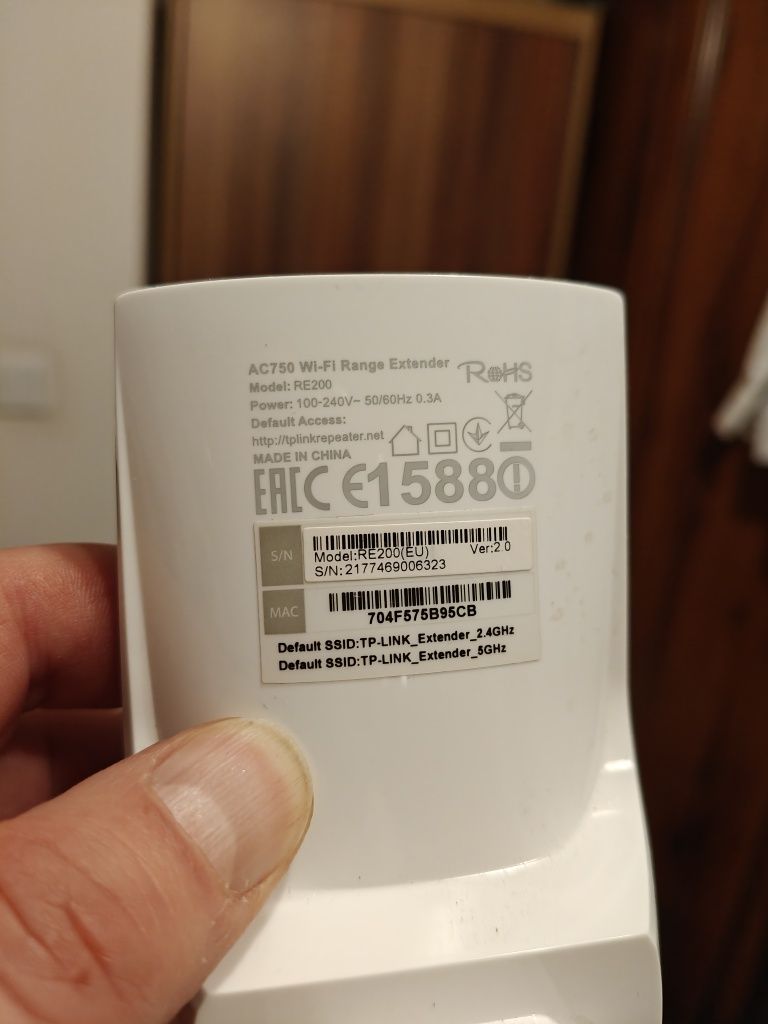 AC750 Wi-Fi Range Extender
RoHS
Model: RE200
Power: 100-240V~ 50/60Hz 0.3A
Default Access:
http://tplinkrepeater.net
MADE IN CHINA
EAC CE1588
S/N
Model:RE200(EU) Ver:2.0
S/N:2177469006323
MAC
704F575B95CB
Default SSID:TP-LINK_Extender_2.4GHz
Default SSID:TP-LINK_Extender_5GHz